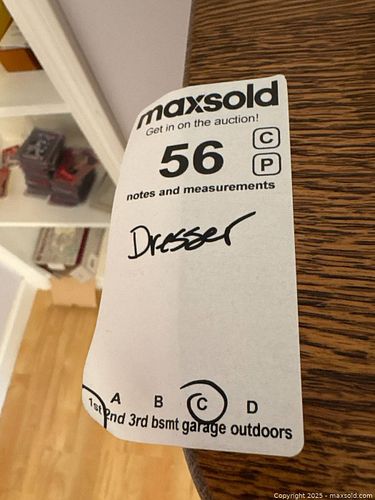 maxsold
Get in on the auction!
56
C
P
notes and measurements
Dresser
A B C D
1st 2nd 3rd bsmt garage outdoors
Copyright 2025 - maxsold.com